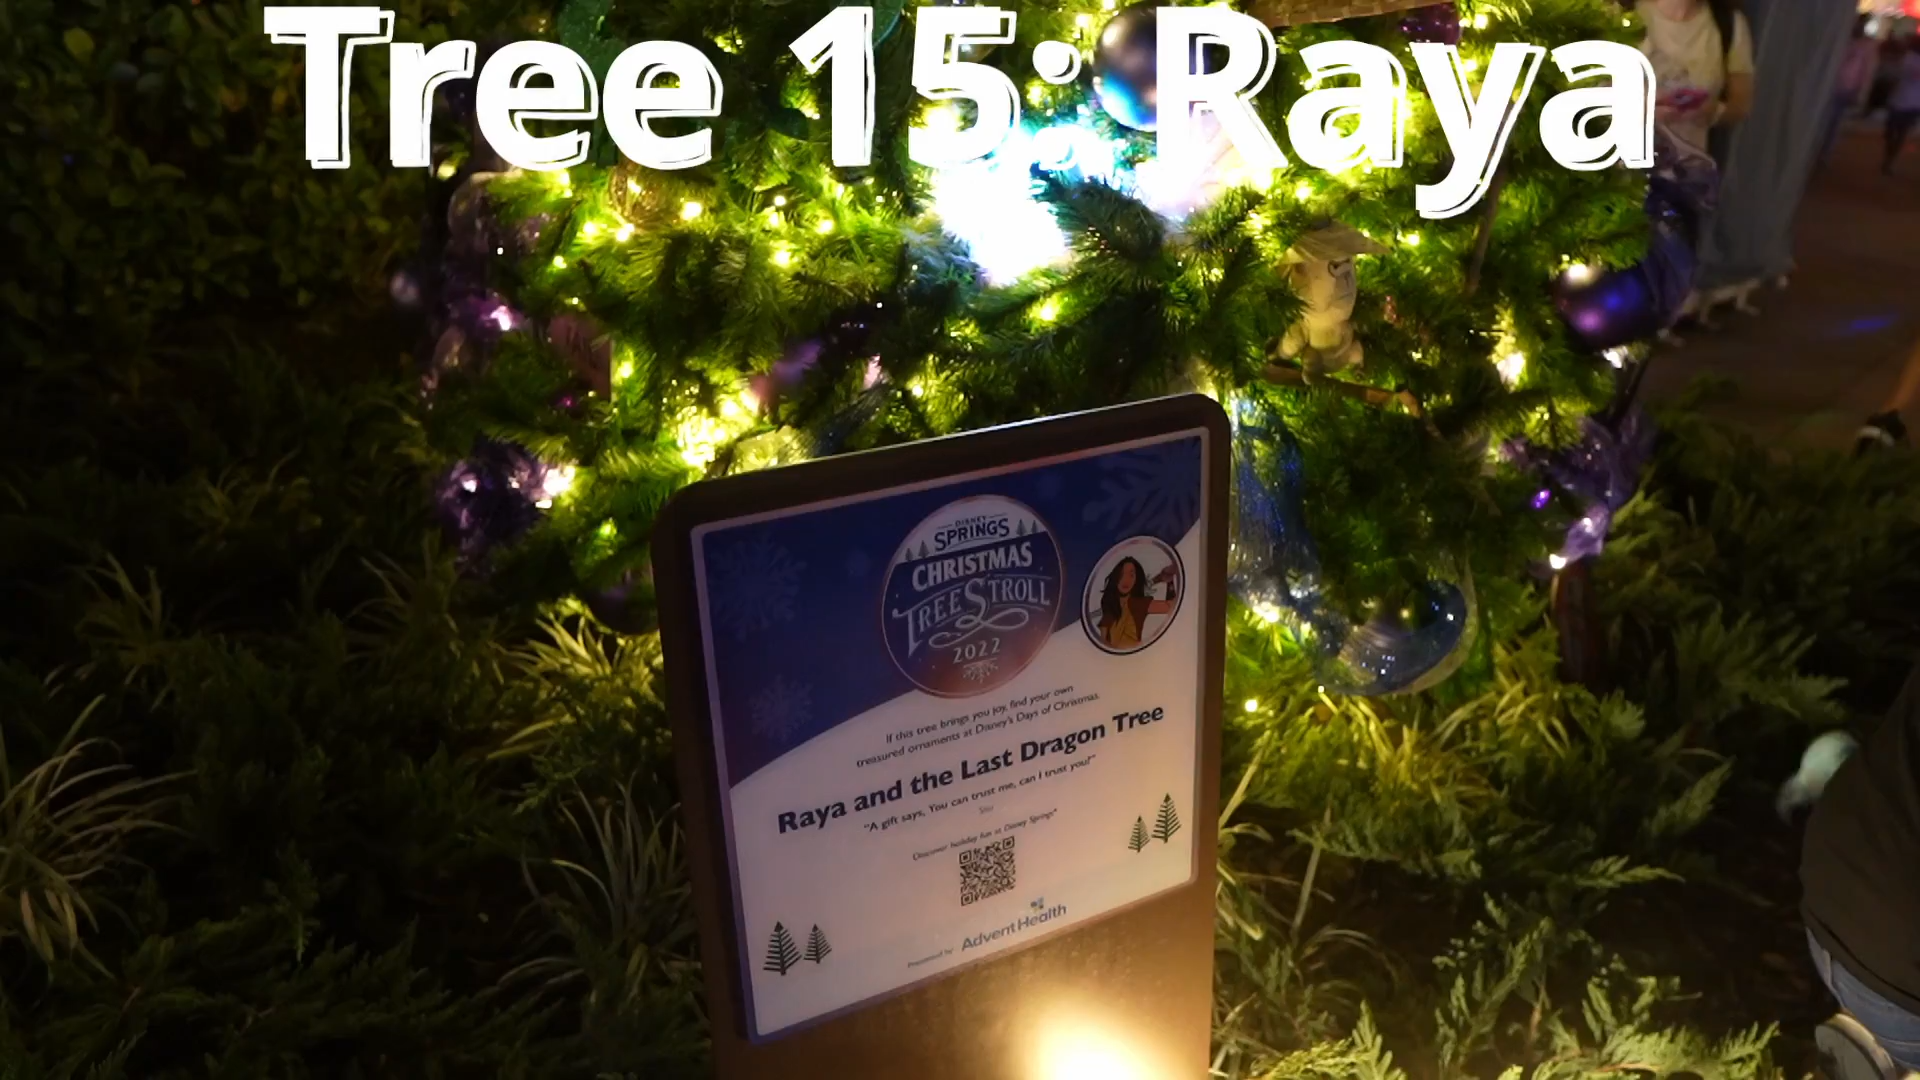 Tree 15: Raya
DISNEY
SPRINGS
CHRISTMAS
TREE STROLL
2022
If this tree brings you joy, find your own
treasured ornaments at Disney's Days of Christmas.
Raya and the Last Dragon Tree
"A gift says, You can trust me, can I trust you?"
Sisu
Discover holiday fun at Disney Springs®
Presented by AdventHealth